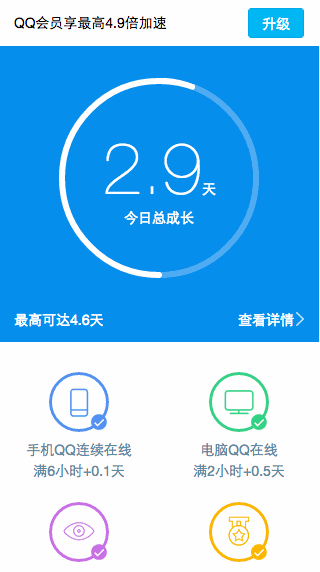 QQ会员享最高4.9倍加速
升级
2.9天
今日总成长
最高可达4.6天
查看详情
手机QQ连续在线
满6小时+0.1天
电脑QQ在线
满2小时+0.5天